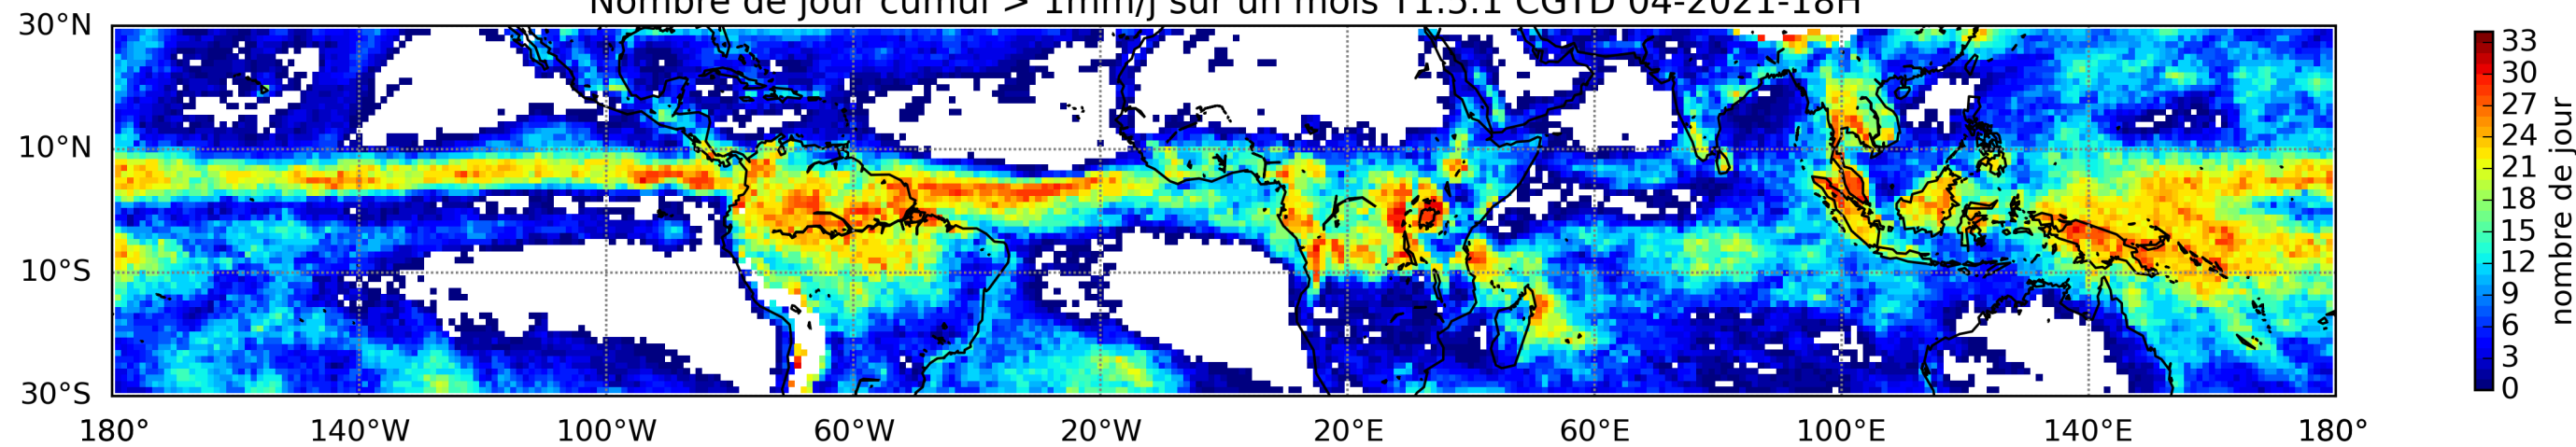 Nombre de jour cumul > 1mm/j sur un mois T1.5.1 CGTD 04-2021-18H
30°N
10°N
10°S
30°S
180° 140°W 100°W 60°W 20°W 20°E 60°E 100°E 140°E 180°
33
30
27
24
21
18
15
12
9
6
3
0
nombre de jour